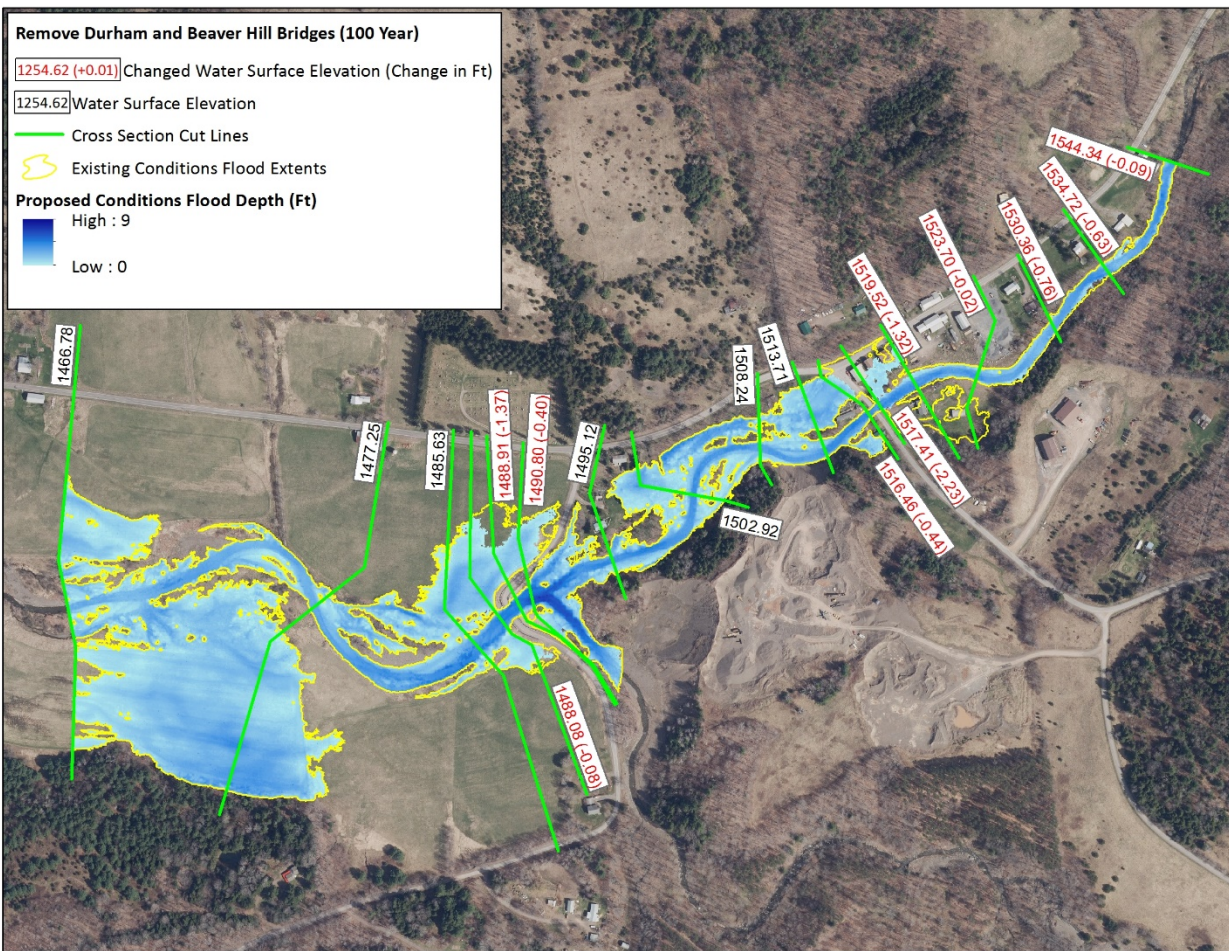 Remove Durham and Beaver Hill Bridges (100 Year)
1254.62 (+0.01) Changed Water Surface Elevation (Change in Ft)
1254.62 Water Surface Elevation
Cross Section Cut Lines
Existing Conditions Flood Extents
Proposed Conditions Flood Depth (Ft)
High : 9
Low : 0
1466.78
1477.25
1485.63
1488.91 (-1.37)
1490.80 (-0.40)
1488.08 (-0.08)
1495.12
1502.92
1508.24
1513.71
1516.46 (-0.44)
1517.41 (-2.23)
1519.52 (-1.32)
1523.70 (-0.02)
1530.36 (-0.76)
1534.72 (-0.63)
1544.34 (-0.09)